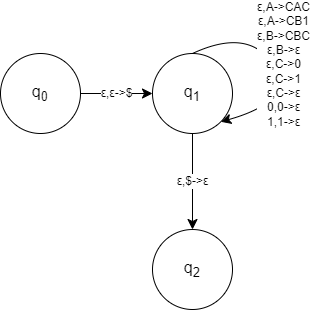 ε,A->CAC
ε,A->CB1
ε,B->CBC
ε,B->ε
ε,C->0
ε,C->1
ε,C->ε
0,0->ε
1,1->ε
q0
ε,ε->$
q1
ε,$->ε
q2